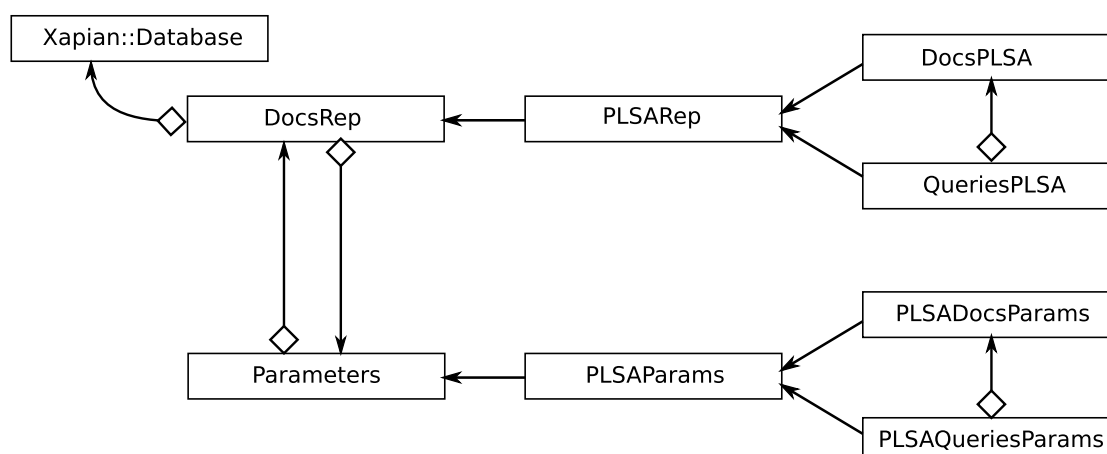 Xapian::Database
DocsPLSA
DocsRep
PLSARep
QueriesPLSA
PLSADocsParams
Parameters
PLSAParams
PLSAQueriesParams